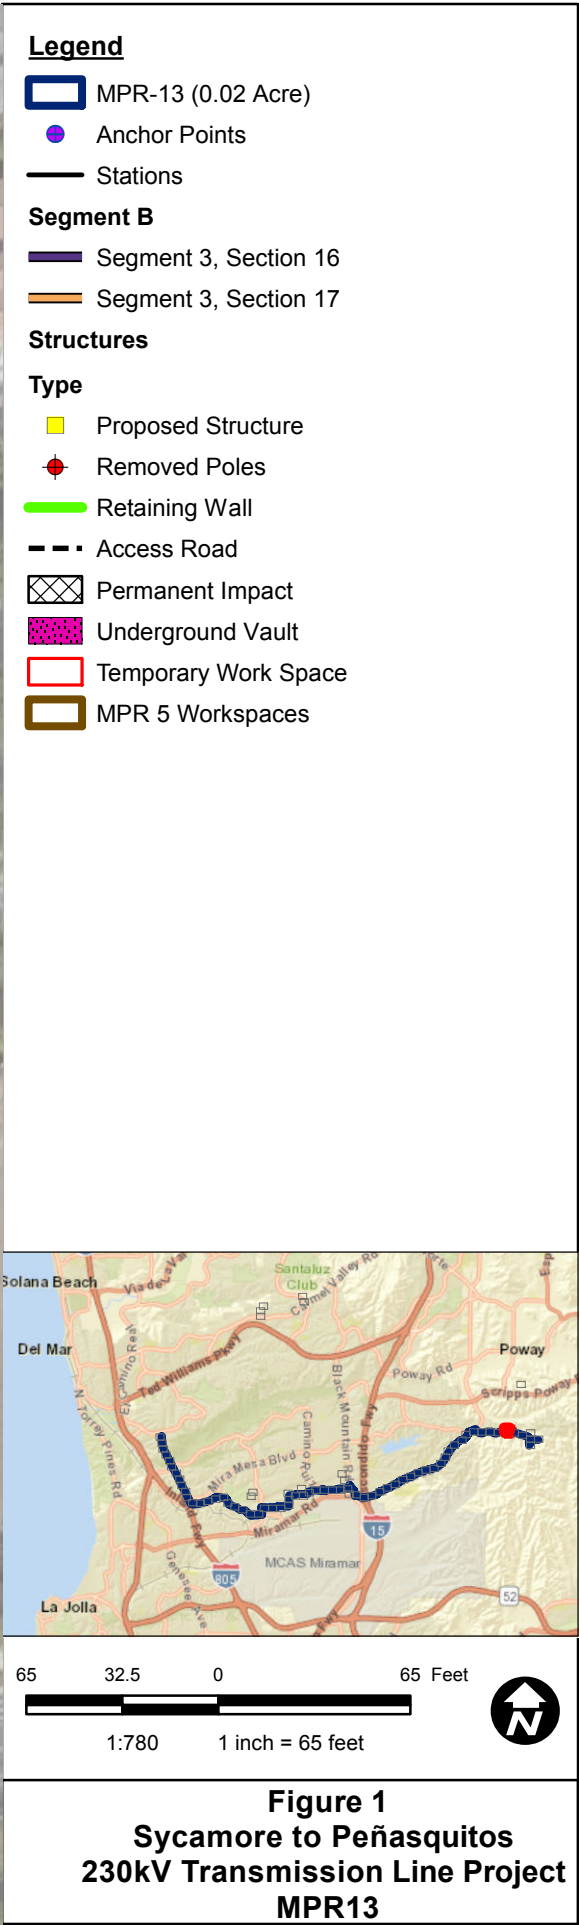 Legend
MPR-13 (0.02 Acre)
Anchor Points
Stations
Segment B
Segment 3, Section 16
Segment 3, Section 17
Structures
Type
Proposed Structure
Removed Poles
Retaining Wall
Access Road
Permanent Impact
Underground Vault
Temporary Work Space
MPR 5 Workspaces
Solana Beach
Via de La Val
Santaluz
Club
Carmel Valley Rd
Del Mar
El Camino Real
Ted Williams Pkwy
Poway
Poway Rd
Scripps Poway
N Torrey Pines Rd
Black Mountain Rd
Camino Rui
Mira Mesa Blvd
Miramar Rd
15
MCAS Miramar
805
Genesee Ave
La Jolla
52
65 32.5 0 65 Feet
1:780 1 inch = 65 feet
N
Figure 1
Sycamore to Peñasquitos
230kV Transmission Line Project
MPR13